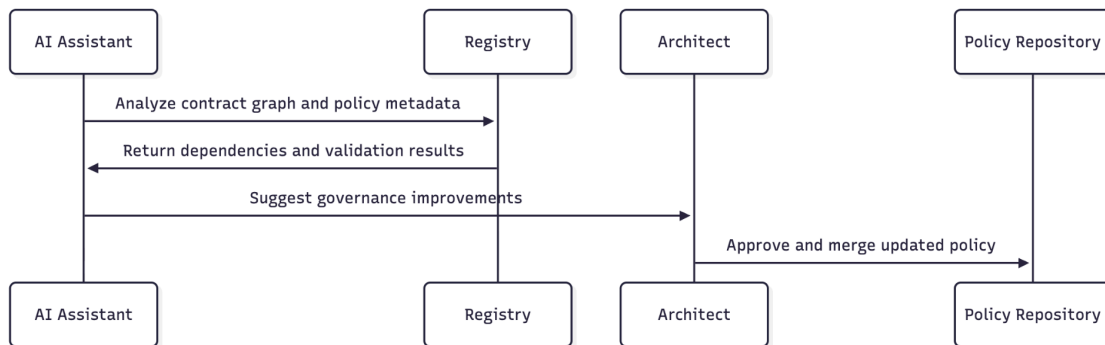 AI Assistant
Registry
Architect
Policy Repository
Analyze contract graph and policy metadata
Return dependencies and validation results
Suggest governance improvements
Approve and merge updated policy
AI Assistant
Registry
Architect
Policy Repository